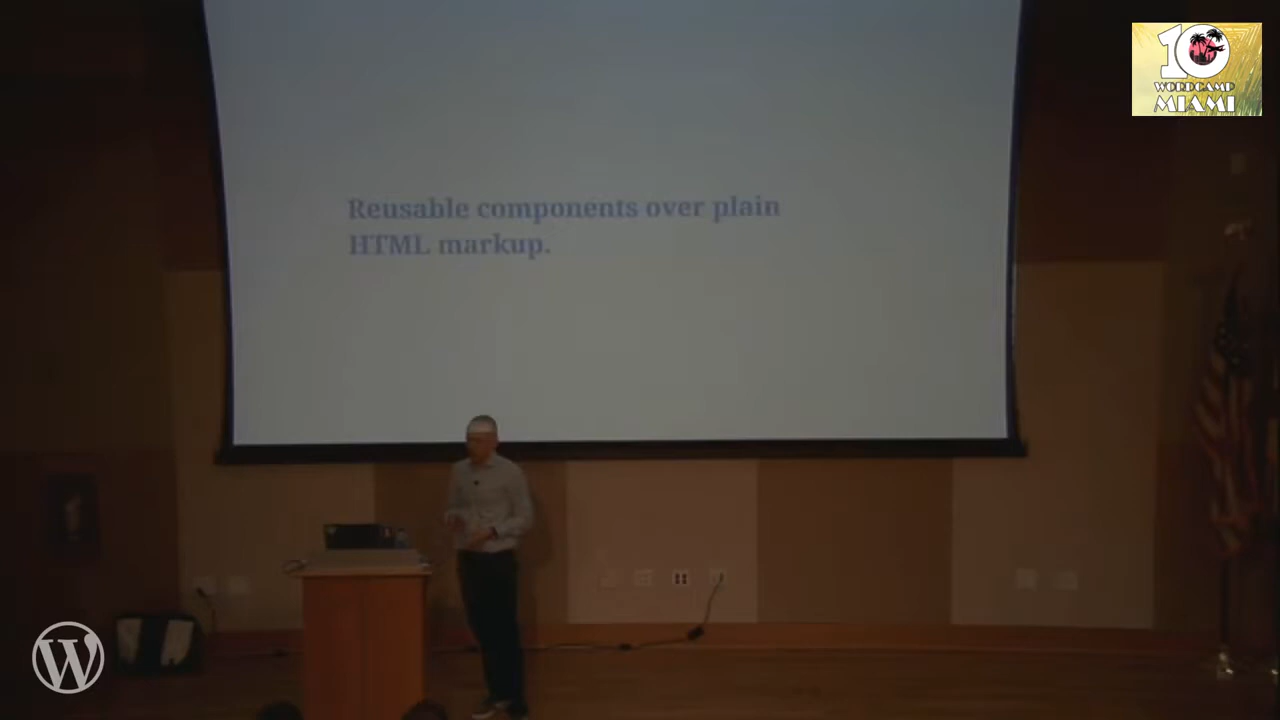 Reusable components over plain
HTML markup.
10
WORDCAMP
MIAMI